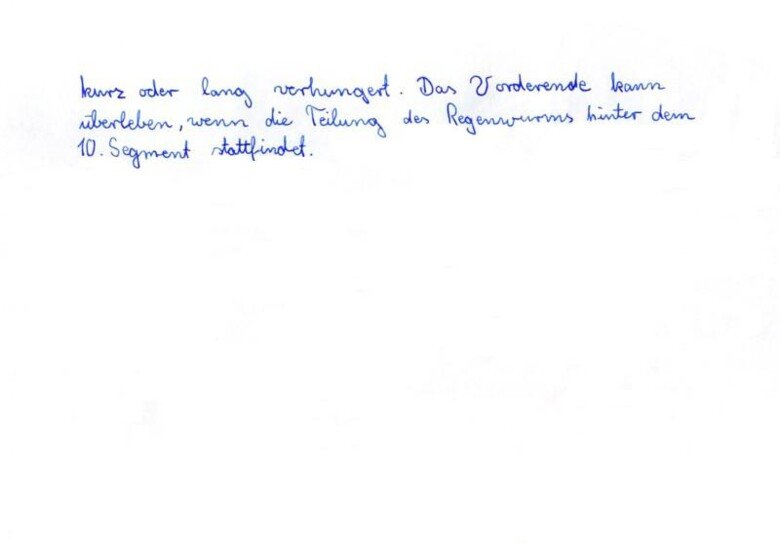 kurz oder lang verhungert. Das Vorderende kann
überleben, wenn die Teilung des Regenwurms hinter dem
10. Segment stattfindet.